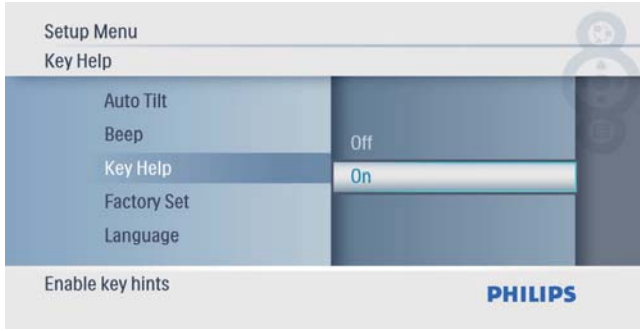 Setup Menu
Key Help
Auto Tilt
Beep
Key Help
Factory Set
Language
Off
On
Enable key hints
PHILIPS